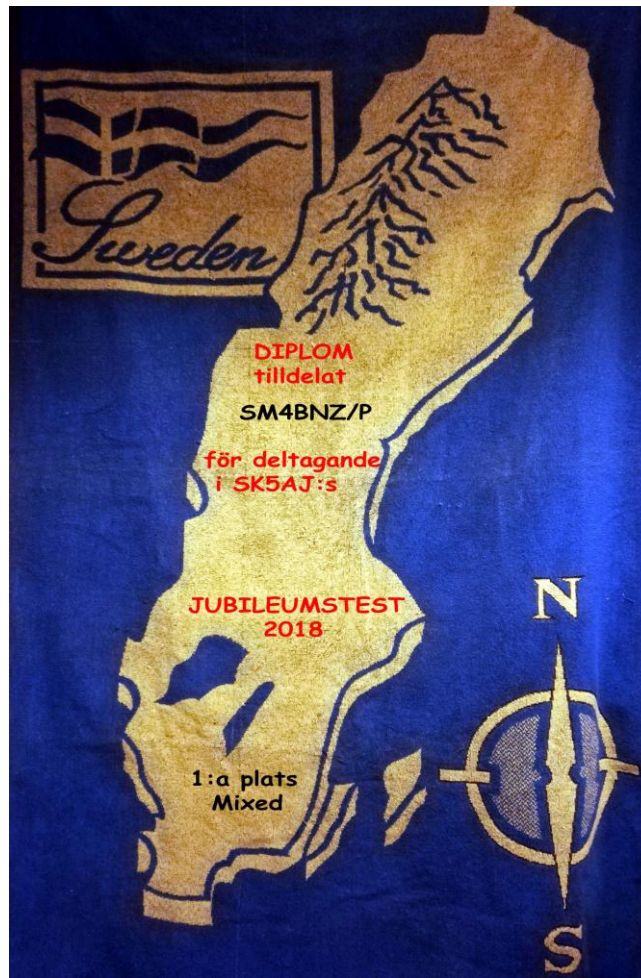 Sweden
DIPLOM
tilldelat
SM4BNZ/P
för deltagande
i SK5AJ:s
JUBILEUMSTEST
2018
1:a plats
Mixed
N
S